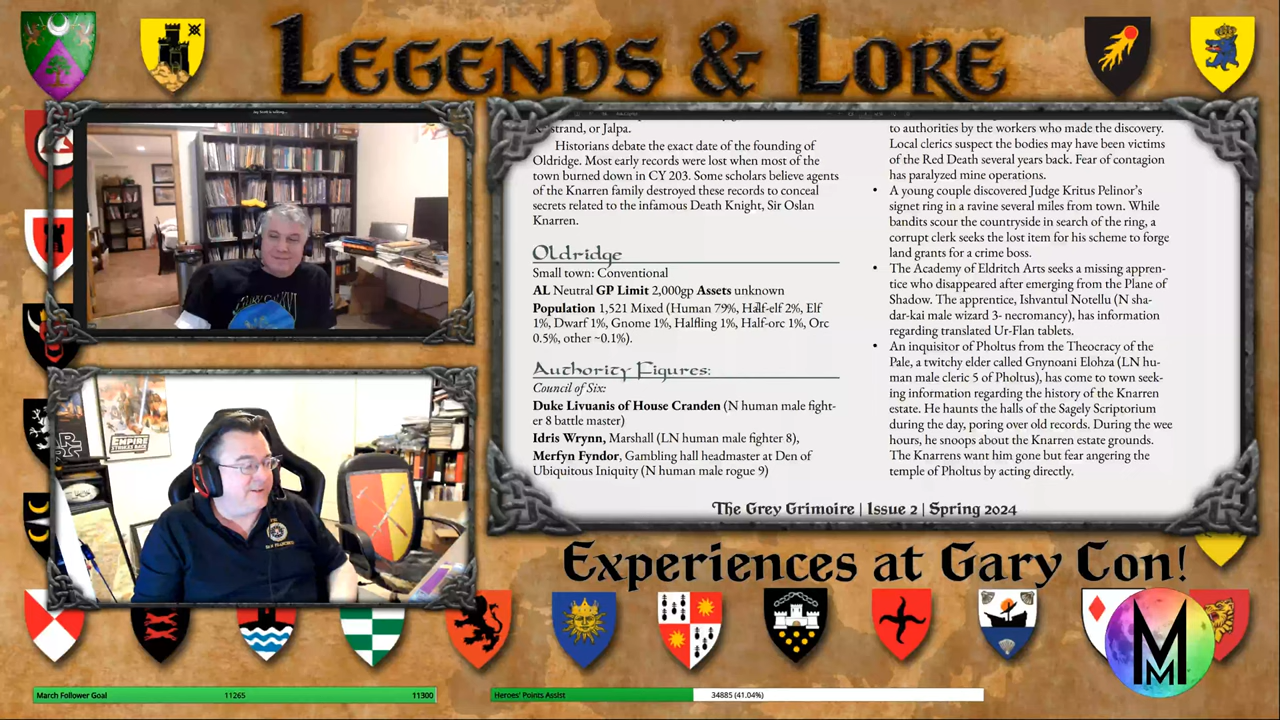 LEGENDS & LORE
strand, or Jalpa.
Historians debate the exact date of the founding of
Oldridge. Most early records were lost when most of
the town burned down in CY 203. Some scholars believe agents
of the Knarren family destroyed these records to conceal
secrets related to the infamous Death Knight, Sir Oslan
Knarren.
Oldridge
Small town: Conventional
AL Neutral GP Limit 2,000gp Assets unknown
Population 1,521 Mixed (Human 79%, Half-elf 2%, Elf
1%, Dwarf 1%, Gnome 1%, Halfling 1%, Half-orc 1%, Orc
0.5%, other ~0.1%).
Authority Figures:
Council of Six:
Duke Livuanis of House Cranden (N human male fight-
er 8 battle master)
Idris Wrynn, Marshall (LN human male fighter 8),
Merfyn Fyndor, Gambling hall headmaster at Den of
Ubiquitous Iniquity (N human male rogue 9)
to authorities by the workers who made the discovery.
Local clerics suspect the bodies may have been victims
of the Red Death several years back. Fear of contagion
has paralyzed mine operations.
• A young couple discovered Judge Kritus Pelinor's
signet ring in a ravine several miles from town. While
bandits scour the countryside in search of the ring, a
corrupt clerk seeks the lost item for his scheme to forge
land grants for a crime boss.
• The Academy of Eldritch Arts seeks a missing appren-
tice who disappeared after emerging from the Plane of
Shadow. The apprentice, Ishvantul Notellu (N sha-
dar-kai male wizard 3- necromancy), has information
regarding translated Ur-Flan tablets.
• An inquisitor of Pholtus from the Theocracy of the
Pale, a twitchy elder called Gnynoani Elohza (LN hu-
man male cleric 5 of Pholtus), has come to town seek-
ing information regarding the history of the Knarren
estate. He haunts the halls of the Sagely Scriptorium
during the day, poring over old records. During the wee
hours, he snoops about the Knarren estate grounds.
The Knarrens want him gone but fear angering the
temple of Pholtus by acting directly.
The Grey Grimoire | Issue 2 | Spring 2024
STAR
WAR
EMPIRE
STRIKES BACK
Experiences at Gary Con!
M
M
March Follower Goal 11265 11300
Heroes' Points Assist 34885 (41.04%)